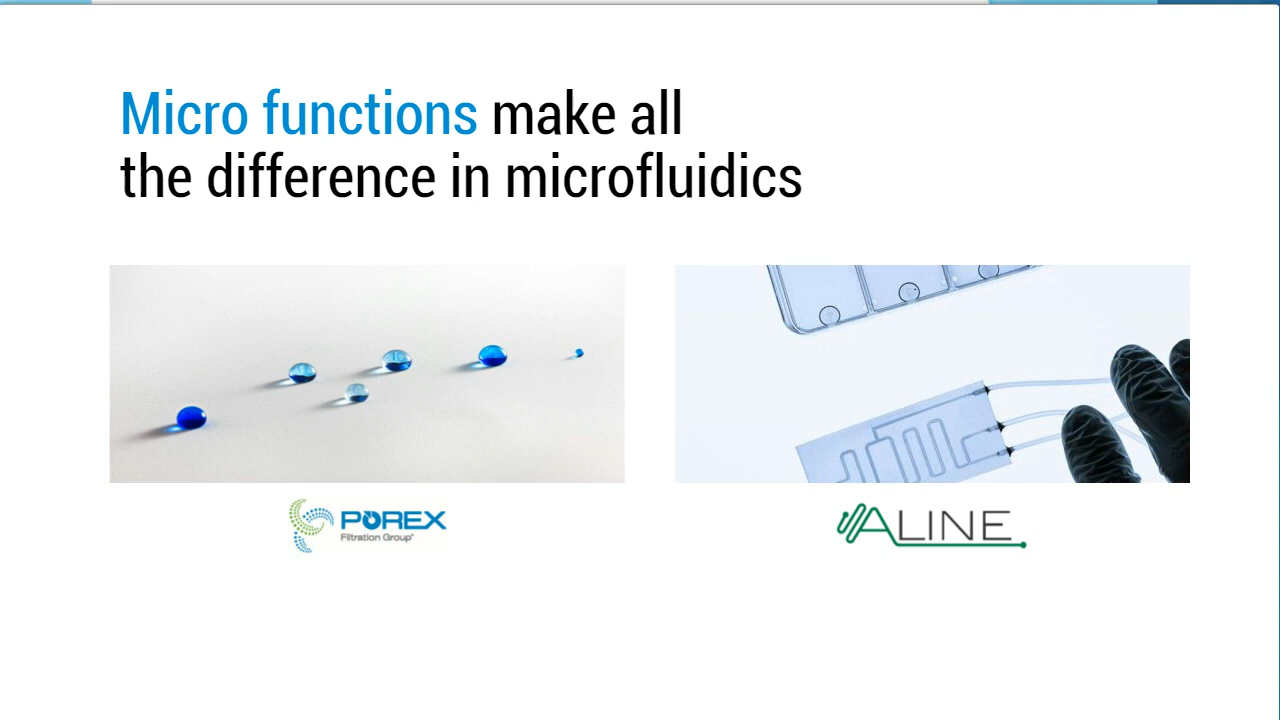 Micro functions make all
the difference in microfluidics
POREX
Filtration Group®
ALINE